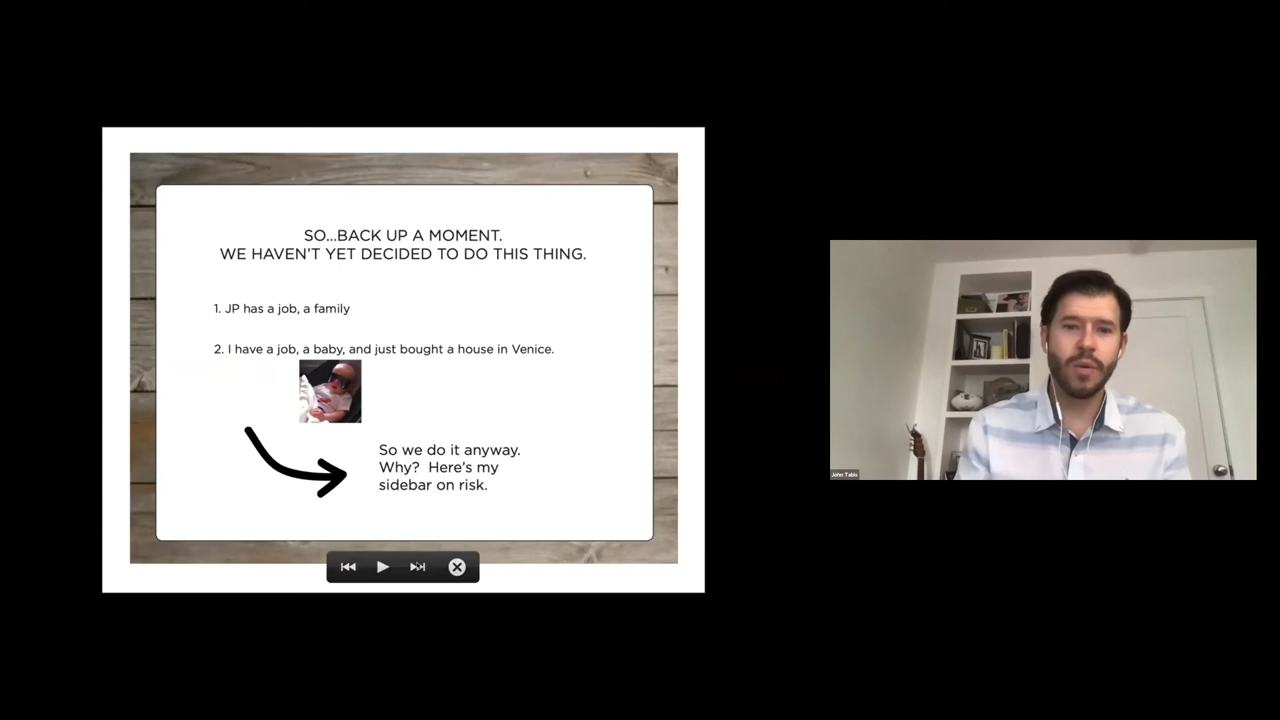 SO...BACK UP A MOMENT.
WE HAVEN'T YET DECIDED TO DO THIS THING.
1. JP has a job, a family
2. I have a job, a baby, and just bought a house in Venice.
So we do it anyway.
Why? Here's my
sidebar on risk.
John Tabis